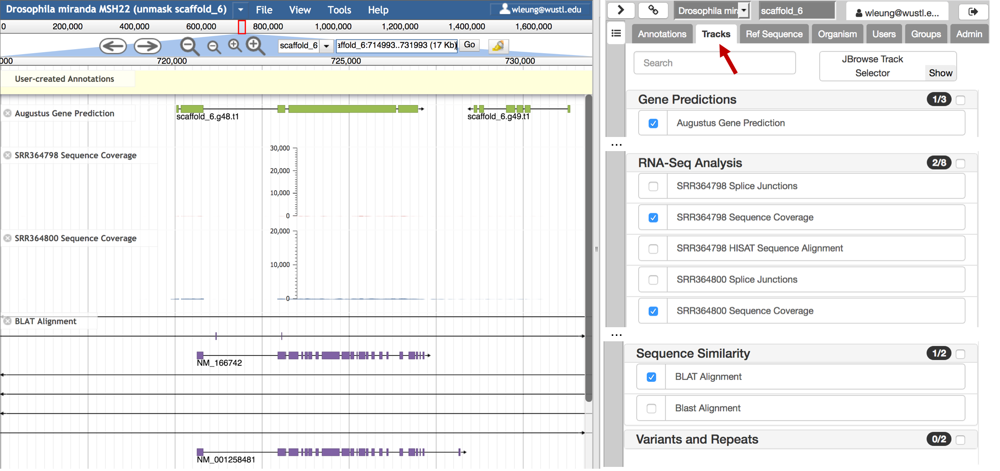 Drosophila miranda MSH22 (unmask scaffold_6) File View Tools Help wleung@wustl.edu
0 200,000 400,000 600,000 800,000 1,000,000 1,200,000 1,400,000 1,600,000
scaffold_6 affold_6:714993..731993 (17 Kb) Go
000 720,000 725,000 730,000
User-created Annotations
Augustus Gene Prediction
scaffold_6.g48.t1 scaffold_6.g49.t1
SRR364798 Sequence Coverage
30,000
20,000
10,000
0
SRR364800 Sequence Coverage
20,000
10,000
0
BLAT Alignment
NM_166742
NM_001258481
Drosophila mir scaffold_6 wleung@wustl.e...
Annotations Tracks Ref Sequence Organism Users Groups Admin
Search
JBrowse Track
Selector Show
Gene Predictions 1/3
Augustus Gene Prediction
...
RNA-Seq Analysis 2/8
SRR364798 Splice Junctions
SRR364798 Sequence Coverage
SRR364798 HISAT Sequence Alignment
SRR364800 Splice Junctions
SRR364800 Sequence Coverage
...
Sequence Similarity 1/2
BLAT Alignment
Blast Alignment
Variants and Repeats 0/2